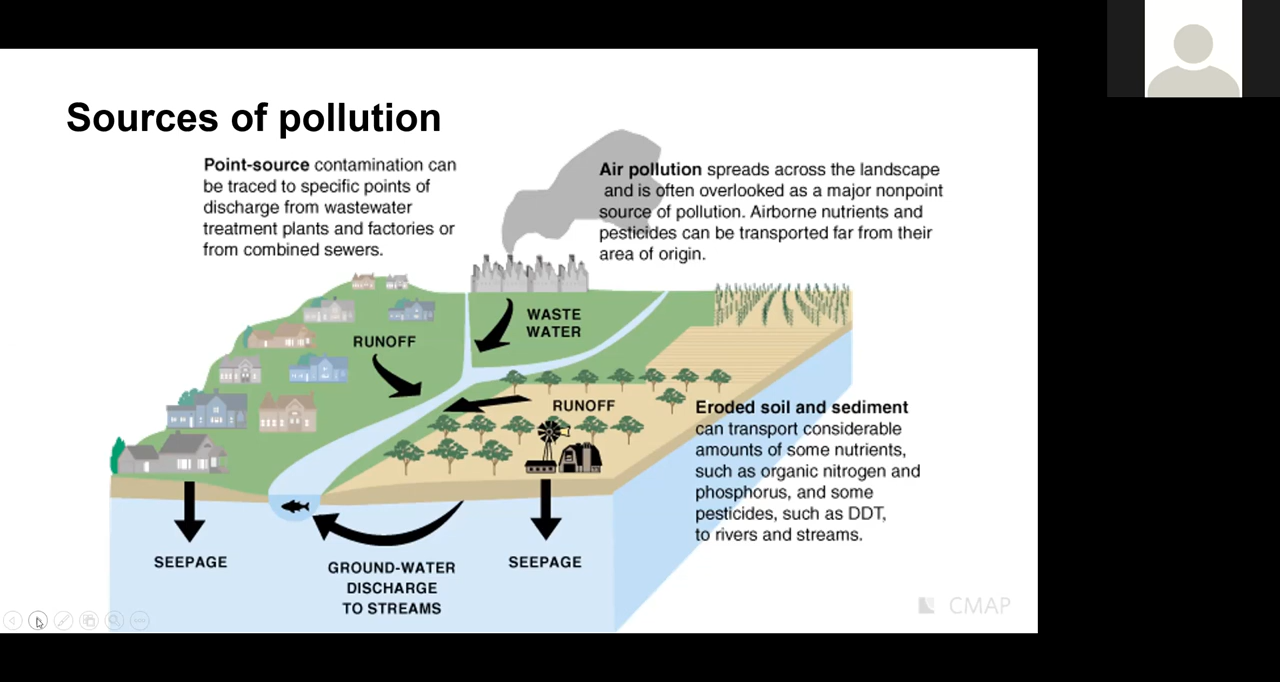 Sources of pollution
Point-source contamination can
be traced to specific points of
discharge from wastewater
treatment plants and factories or
from combined sewers.
Air pollution spreads across the landscape
and is often overlooked as a major nonpoint
source of pollution. Airborne nutrients and
pesticides can be transported far from their
area of origin.
WASTE
WATER
RUNOFF
RUNOFF
Eroded soil and sediment
can transport considerable
amounts of some nutrients,
such as organic nitrogen and
phosphorus, and some
pesticides, such as DDT,
to rivers and streams.
SEEPAGE
GROUND-WATER
DISCHARGE
TO STREAMS
SEEPAGE
CMAP